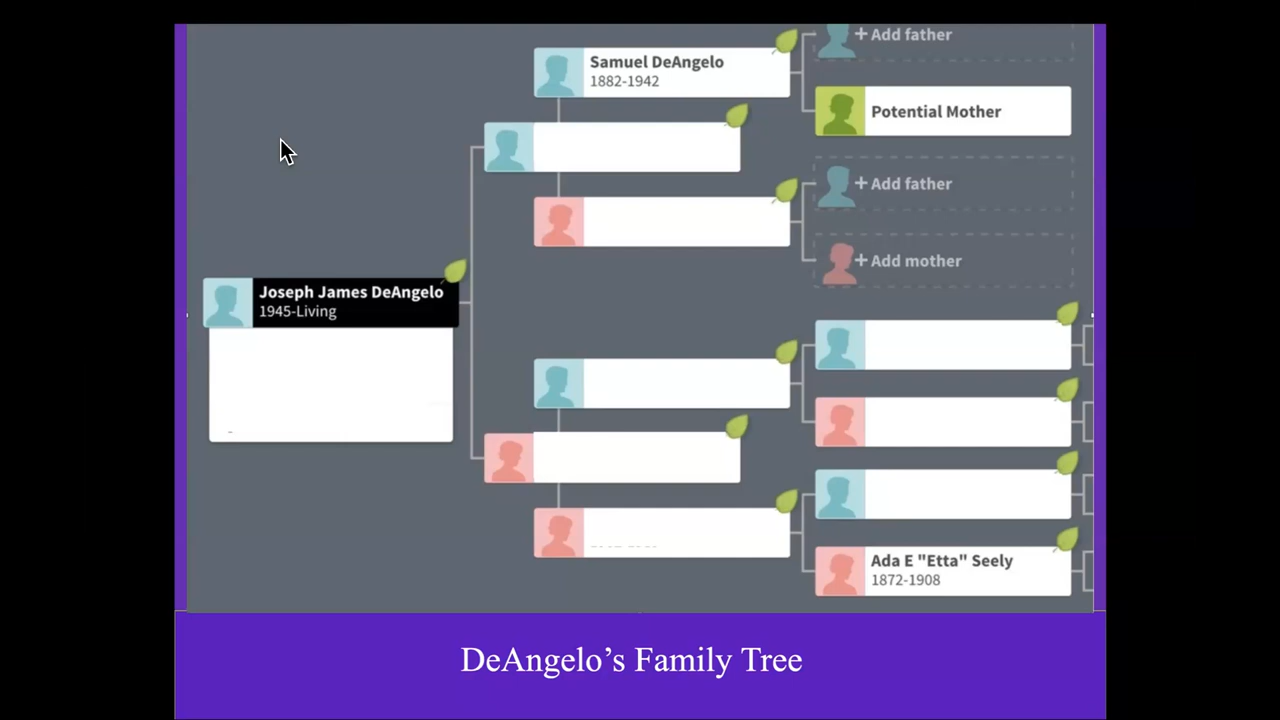 + Add father
Samuel DeAngelo
1882-1942
Potential Mother
+ Add father
+ Add mother
Joseph James DeAngelo
1945-Living
Ada E "Etta" Seely
1872-1908
DeAngelo’s Family Tree